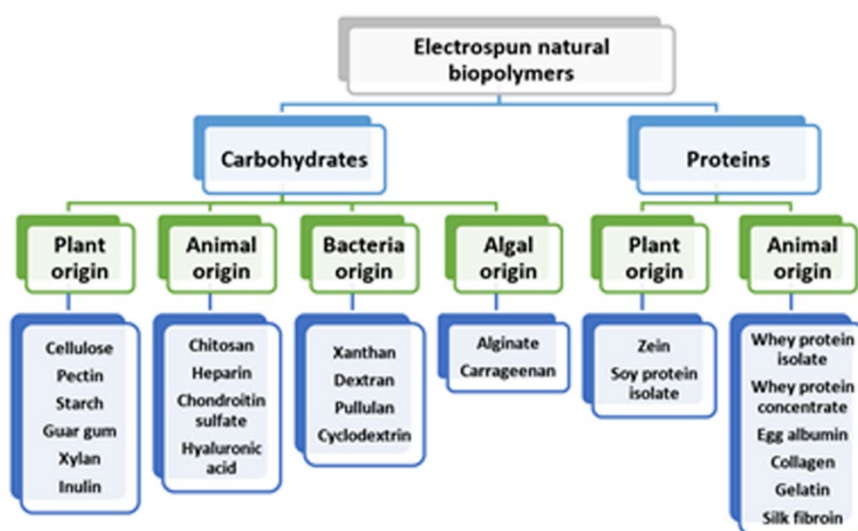 Electrospun natural
biopolymers
Carbohydrates
Proteins
Plant
origin
Animal
origin
Bacteria
origin
Algal
origin
Plant
origin
Animal
origin
Cellulose
Pectin
Starch
Guar gum
Xylan
Inulin
Chitosan
Heparin
Chondroitin
sulfate
Hyaluronic
acid
Xanthan
Dextran
Pullulan
Cyclodextrin
Alginate
Carrageenan
Zein
Soy protein
isolate
Whey protein
isolate
Whey protein
concentrate
Egg albumin
Collagen
Gelatin
Silk fibroin